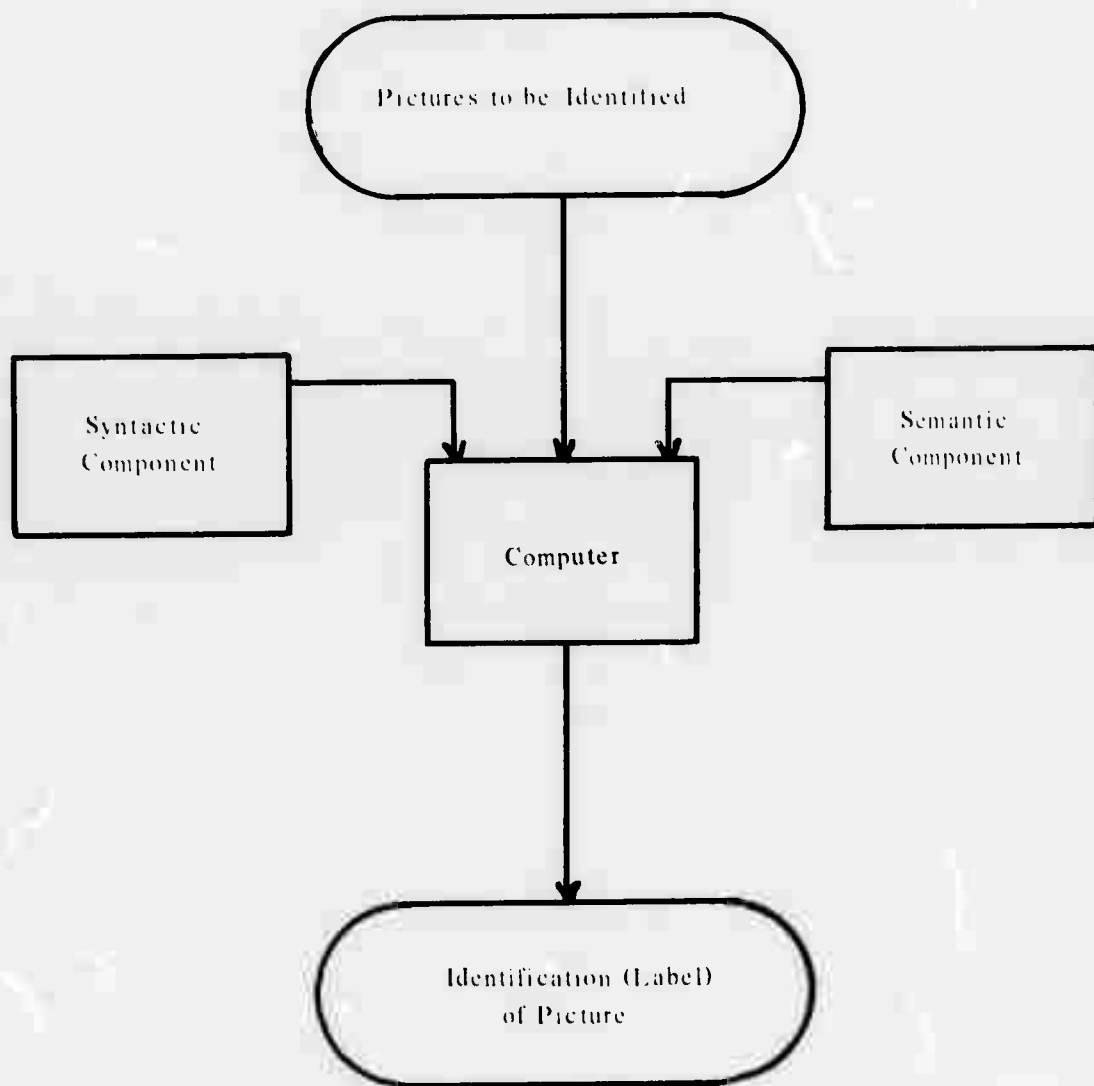 Pictures to be Identified
Syntactic
Component
Semantic
Component
Computer
Identification (Label)
of Picture